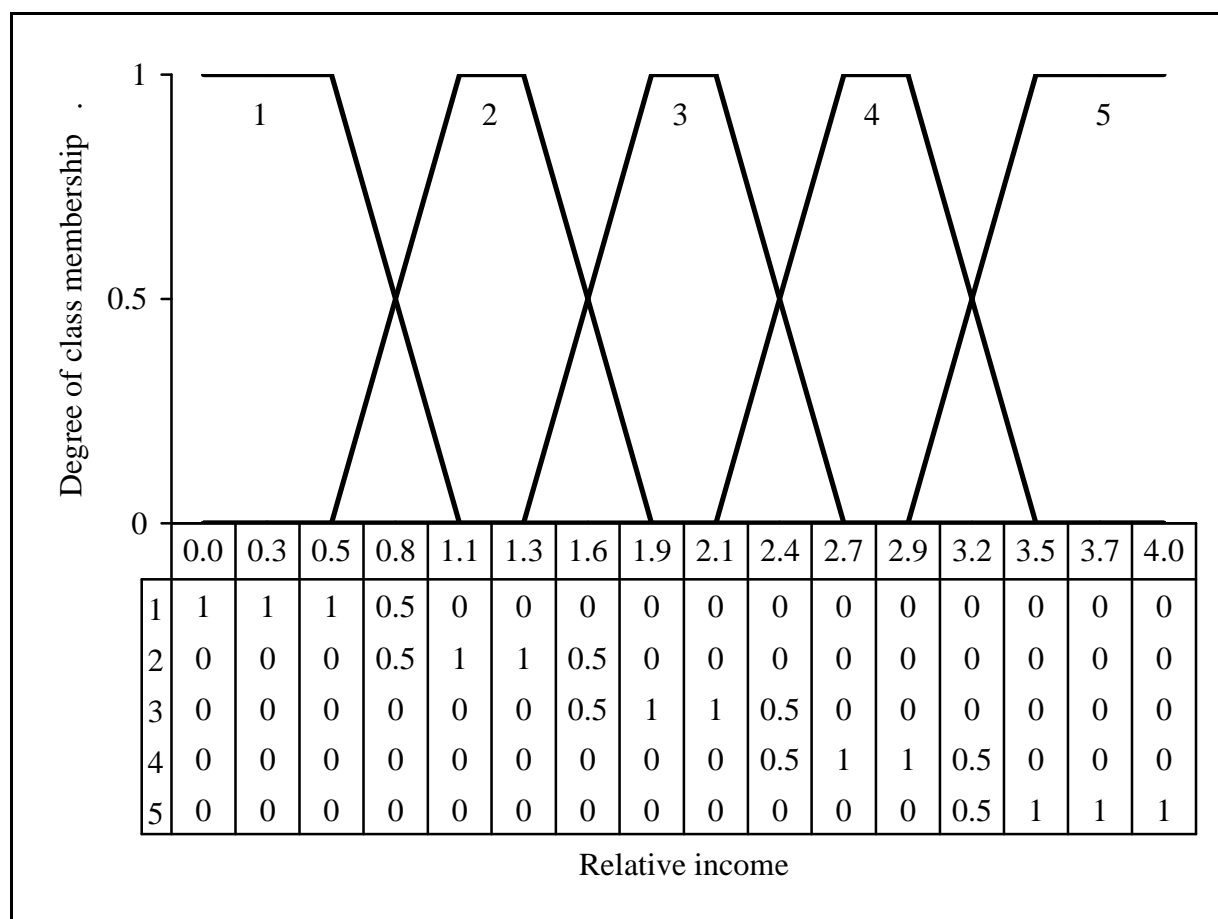 Degree of class membership .
1
0.5
0
1 2 3 4 5
0.0 0.3 0.5 0.8 1.1 1.3 1.6 1.9 2.1 2.4 2.7 2.9 3.2 3.5 3.7 4.0
1 1 1 1 0.5 0 0 0 0 0 0 0 0 0 0 0 0
2 0 0 0 0.5 1 1 0.5 0 0 0 0 0 0 0 0 0
3 0 0 0 0 0 0 0.5 1 1 0.5 0 0 0 0 0 0
4 0 0 0 0 0 0 0 0 0 0.5 1 1 0.5 0 0 0
5 0 0 0 0 0 0 0 0 0 0 0 0 0.5 1 1 1
Relative income